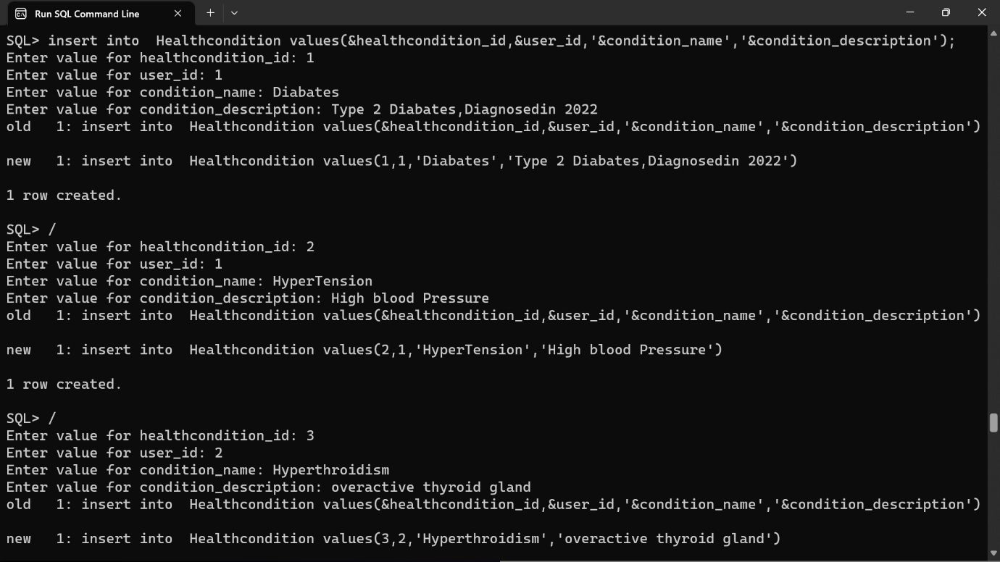 Run SQL Command Line
SQL> insert into  Healthcondition values(&healthcondition_id,&user_id,'&condition_name','&condition_description');
Enter value for healthcondition_id: 1
Enter value for user_id: 1
Enter value for condition_name: Diabates
Enter value for condition_description: Type 2 Diabates,Diagnosedin 2022
old   1: insert into  Healthcondition values(&healthcondition_id,&user_id,'&condition_name','&condition_description')
new   1: insert into  Healthcondition values(1,1,'Diabates','Type 2 Diabates,Diagnosedin 2022')
1 row created.
SQL> /
Enter value for healthcondition_id: 2
Enter value for user_id: 1
Enter value for condition_name: HyperTension
Enter value for condition_description: High blood Pressure
old   1: insert into  Healthcondition values(&healthcondition_id,&user_id,'&condition_name','&condition_description')
new   1: insert into  Healthcondition values(2,1,'HyperTension','High blood Pressure')
1 row created.
SQL> /
Enter value for healthcondition_id: 3
Enter value for user_id: 2
Enter value for condition_name: Hyperthroidism
Enter value for condition_description: overactive thyroid gland
old   1: insert into  Healthcondition values(&healthcondition_id,&user_id,'&condition_name','&condition_description')
new   1: insert into  Healthcondition values(3,2,'Hyperthroidism','overactive thyroid gland')